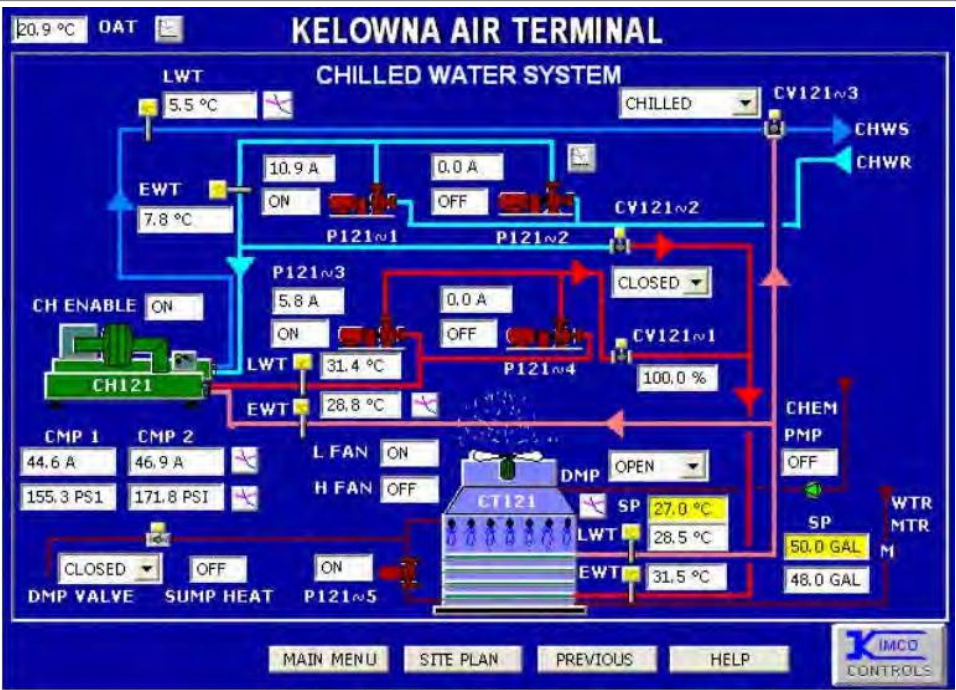 20.9 °C OAT
KELOWNA AIR TERMINAL
CHILLED WATER SYSTEM
LWT
5.5 °C
CHILLED
CV121~3
CHWS
CHWR
10.9 A
ON
0.0 A
OFF
EWT
7.8 °C
P121~1
P121~2
CV121~2
CLOSED
P121~3
5.8 A
ON
0.0 A
OFF
P121~4
CV121~1
100.0 %
CH ENABLE ON
CH121
LWT 31.4 °C
EWT 28.8 °C
CMP 1 CMP 2
44.6 A 46.9 A
155.3 PS1 171.8 PSI
L FAN ON
H FAN OFF
CT121
DMP OPEN
SP 27.0 °C
LWT 28.5 °C
EWT 31.5 °C
CHEM
PMP
OFF
WTR
MTR
M
SP
50.0 GAL
48.0 GAL
CLOSED OFF ON
DMP VALVE SUMP HEAT P121~5
MAIN MENU SITE PLAN PREVIOUS HELP
KIMCO
CONTROLS